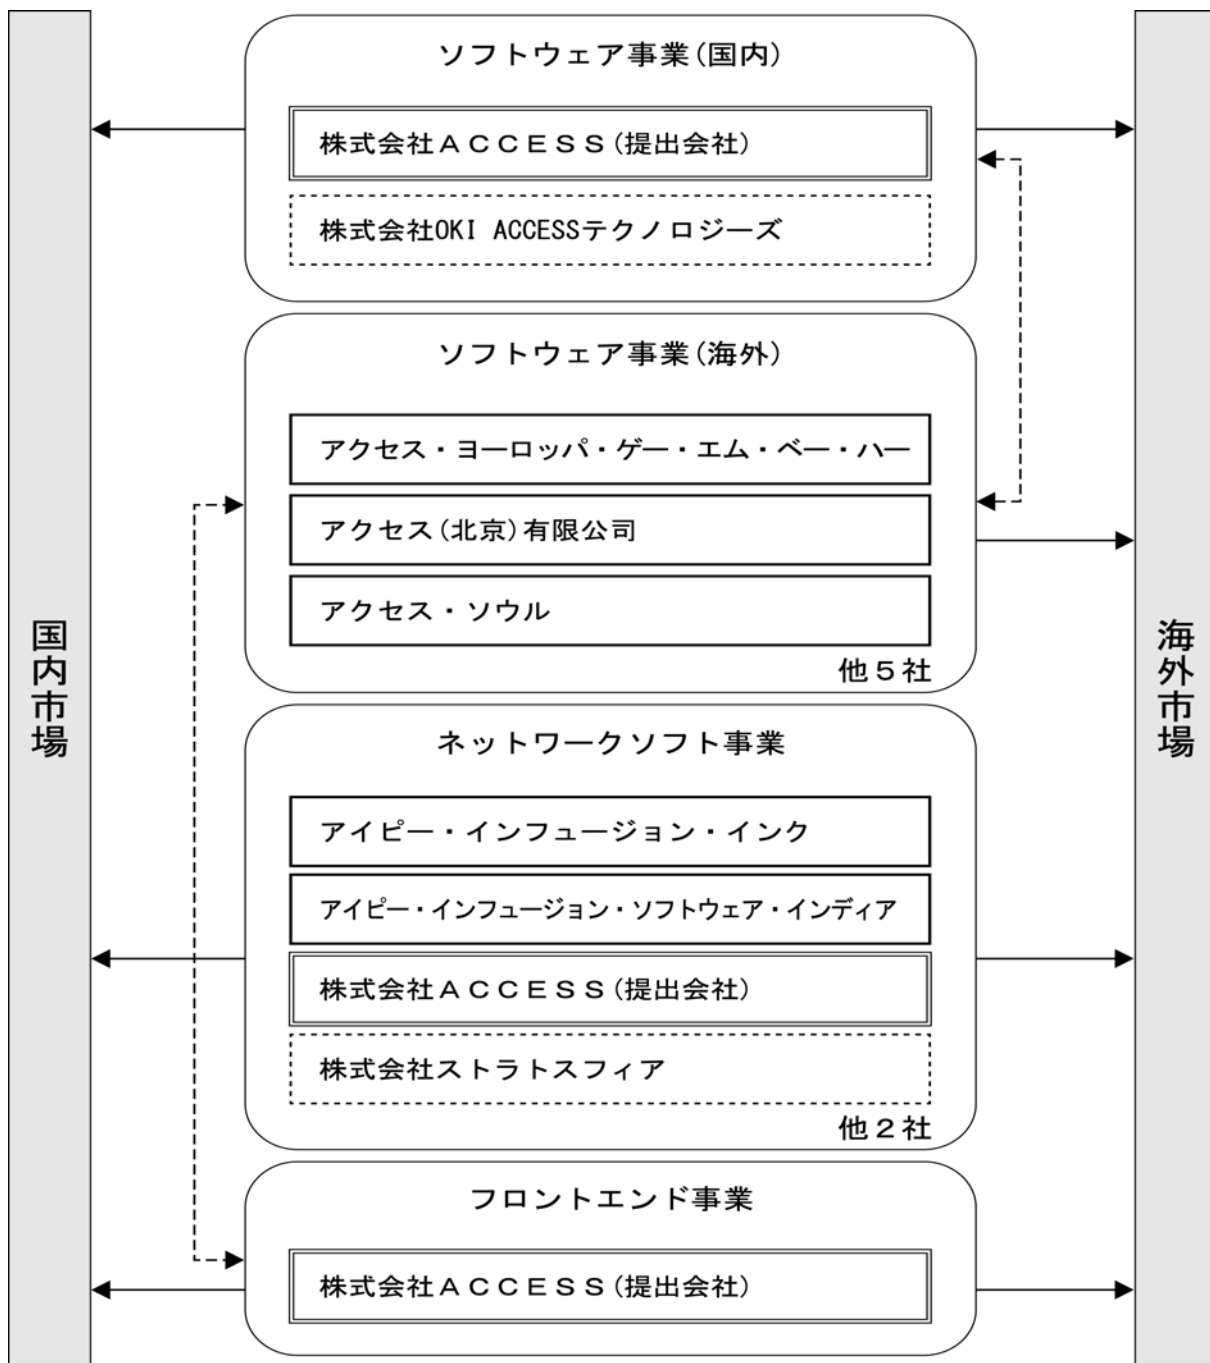 ソフトウェア事業(国内)
株式会社ＡＣＣＥＳＳ(提出会社)
株式会社OKI ACCESSテクノロジーズ
ソフトウェア事業(海外)
アクセス・ヨーロッパ・ゲー・エム・ベー・ハー
アクセス(北京)有限公司
アクセス・ソウル
他５社
国内市場
海外市場
ネットワークソフト事業
アイピー・インフュージョン・インク
アイピー・インフュージョン・ソフトウェア・インディア
株式会社ＡＣＣＥＳＳ(提出会社)
株式会社ストラトスフィア
他２社
フロントエンド事業
株式会社ＡＣＣＥＳＳ(提出会社)